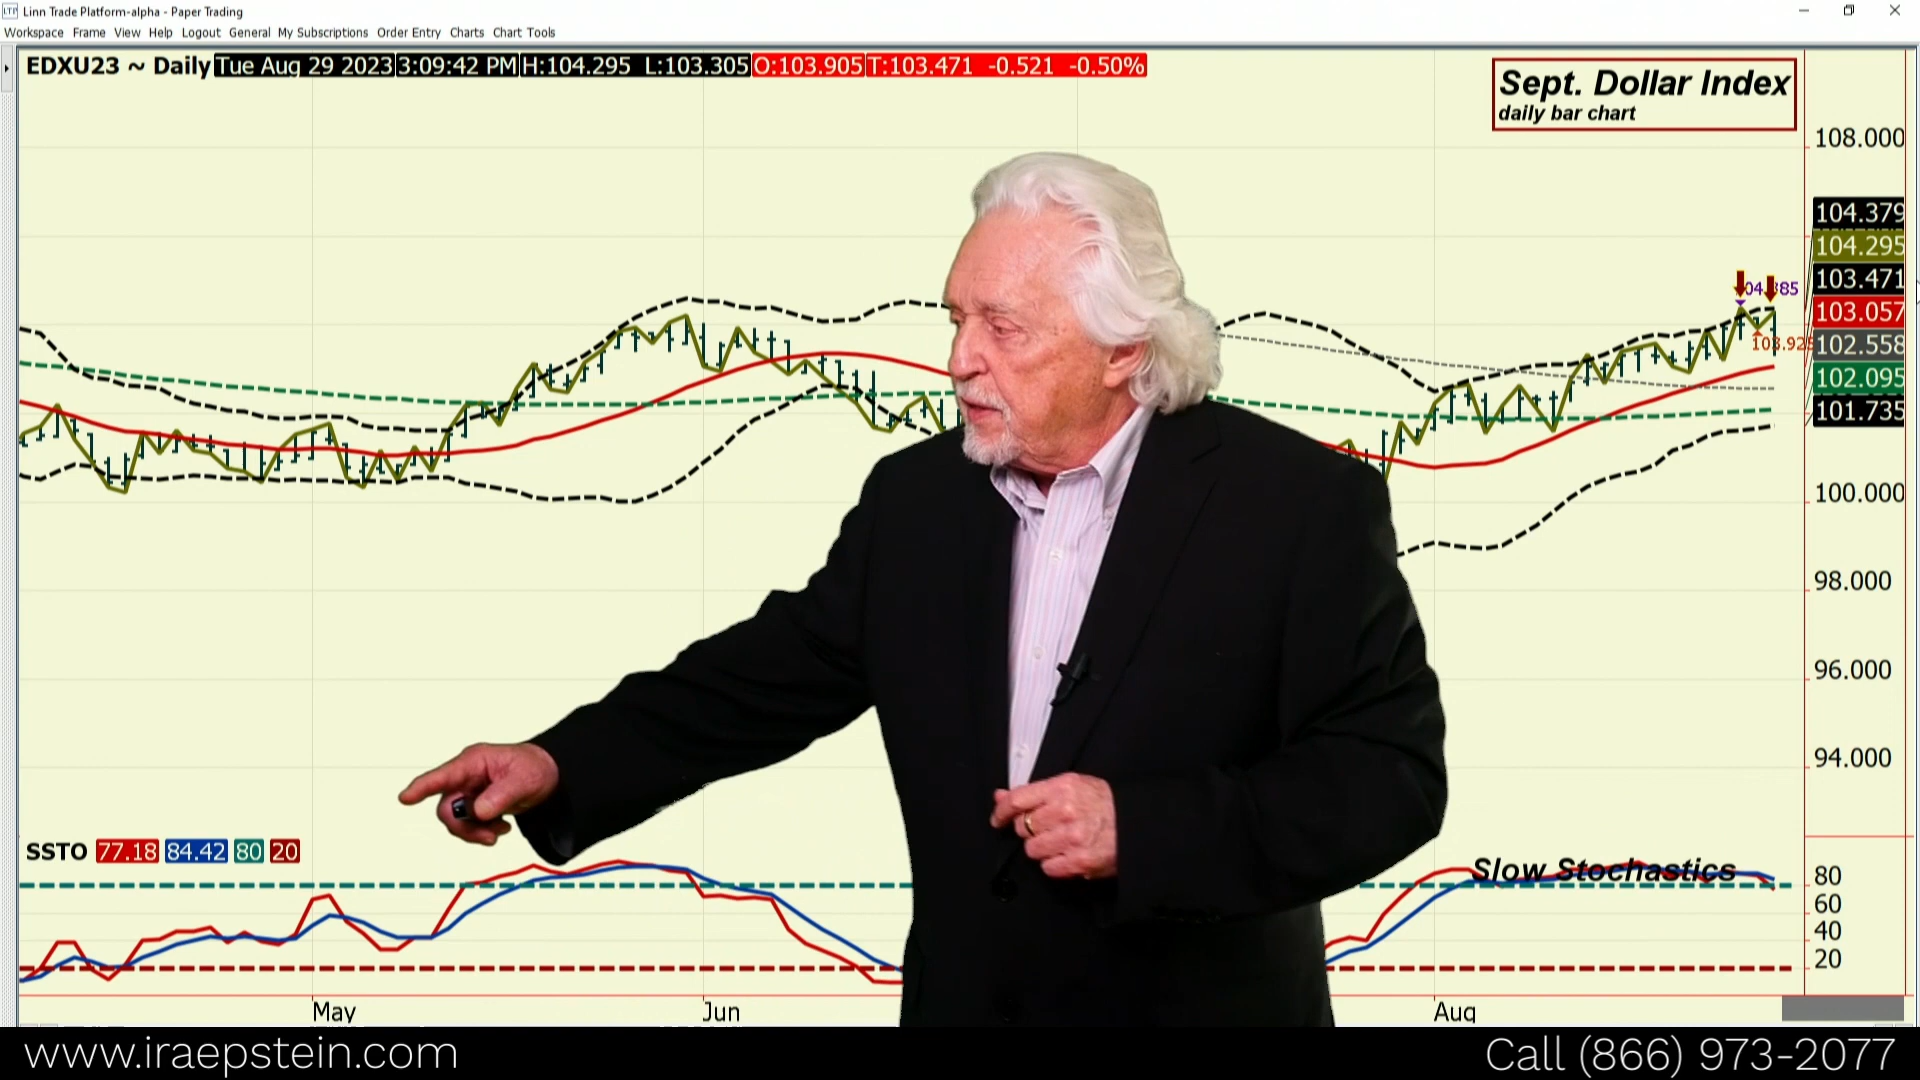 LTP Linn Trade Platform-alpha - Paper Trading
Workspace Frame View Help Logout General My Subscriptions Order Entry Charts Chart Tools
EDXU23 ~ Daily Tue Aug 29 2023 3:09:42 PM H:104.295 L:103.305 O:103.905 T:103.471 -0.521 -0.50%
Sept. Dollar Index
daily bar chart
108.000
104.379
104.295
103.471
103.057
102.558
102.095
101.735
100.000
98.000
96.000
94.000
SSTO 77.18 84.42 80 20
Slow Stochastics
80
60
40
20
May Jun Aug
www.iraepstein.com Call (866) 973-2077